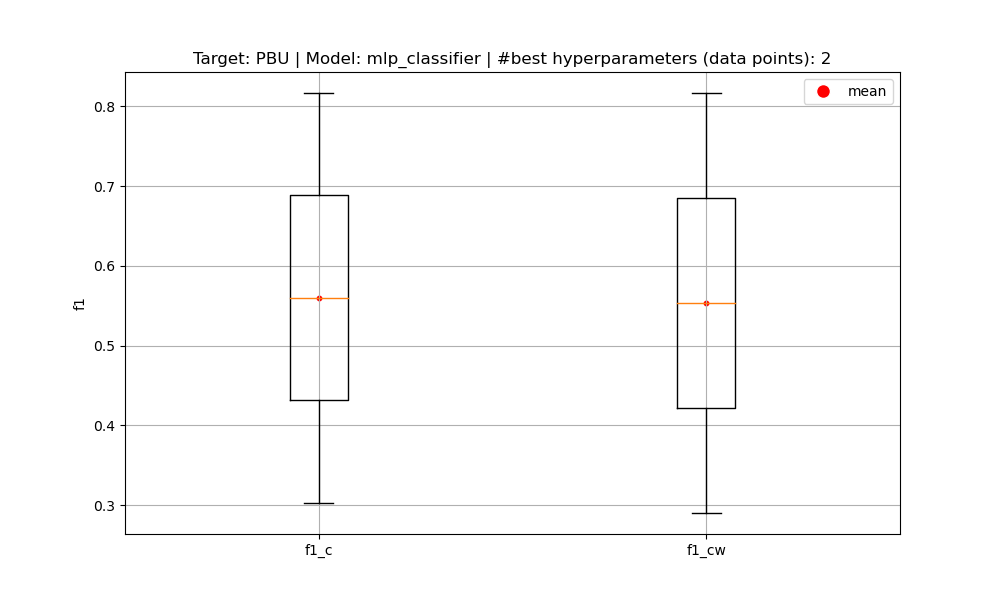 Target: PBU | Model: mlp_classifier | #best hyperparameters (data points): 2
mean
0.8
0.7
0.6
0.5
0.4
0.3
f1
f1_c
f1_cw